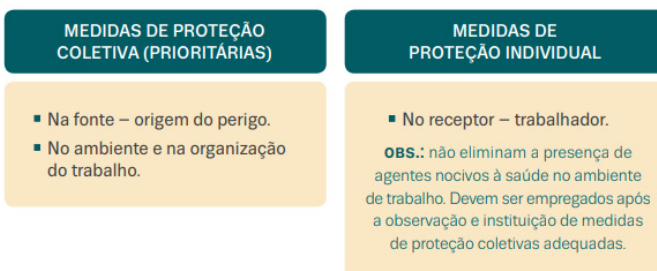 MEDIDAS DE PROTEÇÃO
COLETIVA (PRIORITÁRIAS)
▪ Na fonte – origem do perigo.
▪ No ambiente e na organização
do trabalho.
MEDIDAS DE
PROTEÇÃO INDIVIDUAL
▪ No receptor – trabalhador.
OBS.: não eliminam a presença de
agentes nocivos à saúde no ambiente
de trabalho. Devem ser empregados após
a observação e instituição de medidas
de proteção coletivas adequadas.